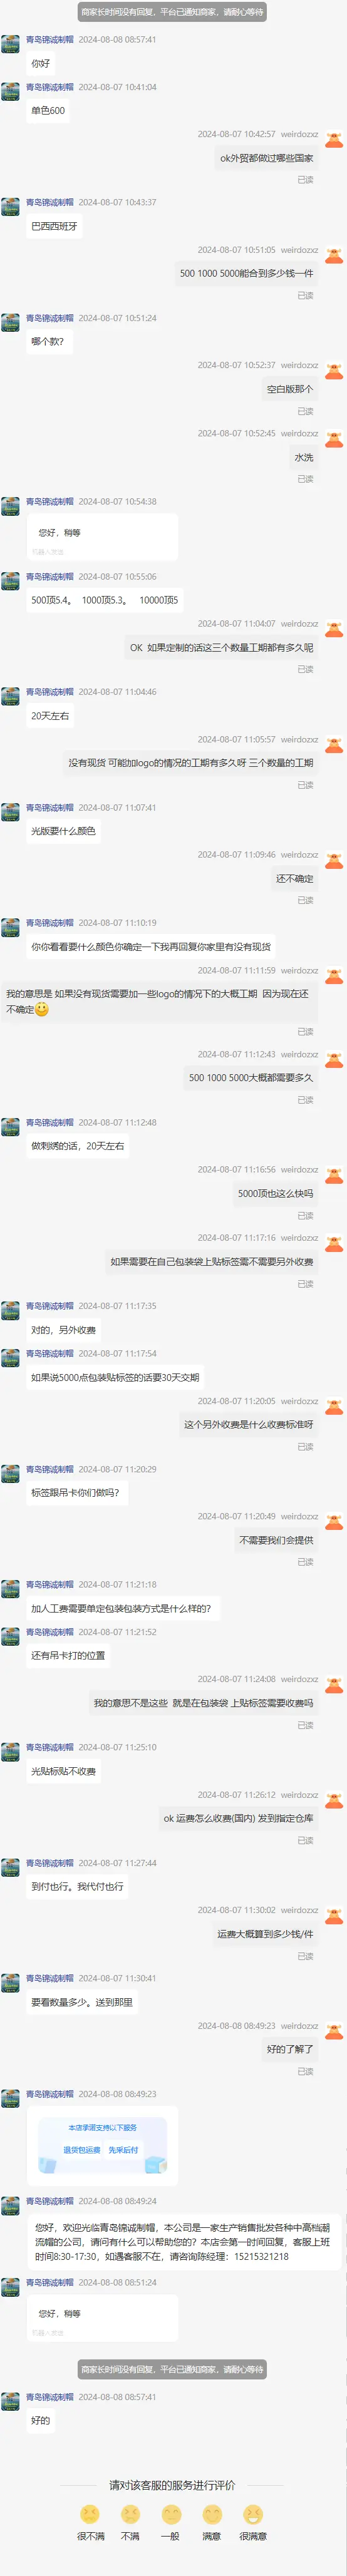 商家长时间没有回复，平台已通知商家，请耐心等待
青岛锦诚制帽 2024-08-08 08:57:41
你好
青岛锦诚制帽 2024-08-07 10:41:04
单色600
2024-08-07 10:42:57 weirdozxz
ok外贸都做过哪些国家
已读
青岛锦诚制帽 2024-08-07 10:43:37
巴西西班牙
2024-08-07 10:51:05 weirdozxz
500 1000 5000能合到多少钱一件
已读
青岛锦诚制帽 2024-08-07 10:51:24
哪个款？
2024-08-07 10:52:37 weirdozxz
空白版那个
已读
2024-08-07 10:52:45 weirdozxz
水洗
已读
青岛锦诚制帽 2024-08-07 10:54:38
您好，稍等
机器人发送
青岛锦诚制帽 2024-08-07 10:55:06
500顶5.4。 1000顶5.3。 10000顶5
2024-08-07 11:04:07 weirdozxz
OK 如果定制的话这三个数量工期都有多久呢
已读
青岛锦诚制帽 2024-08-07 11:04:46
20天左右
2024-08-07 11:05:57 weirdozxz
没有现货 可能加logo的情况的工期有多久呀 三个数量的工期
已读
青岛锦诚制帽 2024-08-07 11:07:41
光版要什么颜色
2024-08-07 11:09:46 weirdozxz
还不确定
已读
青岛锦诚制帽 2024-08-07 11:10:19
你你看看要什么颜色你确定一下我再回复你家里有没有现货
2024-08-07 11:11:59 weirdozxz
我的意思是 如果没有现货需要加一些logo的情况下的大概工期 因为现在还
不确定
已读
2024-08-07 11:12:43 weirdozxz
500 1000 5000大概都需要多久
已读
青岛锦诚制帽 2024-08-07 11:12:48
做刺绣的话，20天左右
2024-08-07 11:16:56 weirdozxz
5000顶也这么快吗
已读
2024-08-07 11:17:16 weirdozxz
如果需要在自己包装袋上贴标签需不需要另外收费
已读
青岛锦诚制帽 2024-08-07 11:17:35
对的，另外收费
青岛锦诚制帽 2024-08-07 11:17:54
如果说5000点包装贴标签的话要30天交期
2024-08-07 11:20:05 weirdozxz
这个另外收费是什么收费标准呀
已读
青岛锦诚制帽 2024-08-07 11:20:29
标签跟吊卡你们做吗？
2024-08-07 11:20:49 weirdozxz
不需要我们会提供
已读
青岛锦诚制帽 2024-08-07 11:21:18
加人工费需要单定包装包装方式是什么样的？
青岛锦诚制帽 2024-08-07 11:21:52
还有吊卡打的位置
2024-08-07 11:24:08 weirdozxz
我的意思不是这些 就是在包装袋 上贴标签需要收费吗
已读
青岛锦诚制帽 2024-08-07 11:25:10
光贴标贴不收费
2024-08-07 11:26:12 weirdozxz
ok 运费怎么收费(国内) 发到指定仓库
已读
青岛锦诚制帽 2024-08-07 11:27:44
到付也行。我代付也行
2024-08-07 11:30:02 weirdozxz
运费大概算到多少钱/件
已读
青岛锦诚制帽 2024-08-07 11:30:41
要看数量多少。送到那里
2024-08-08 08:49:23 weirdozxz
好的了解了
已读
青岛锦诚制帽 2024-08-08 08:49:23
本店承诺支持以下服务
退货包运费 先采后付
青岛锦诚制帽 2024-08-08 08:49:24
您好，欢迎光临青岛锦诚制帽，本公司是一家生产销售批发各种中高档潮
流帽的公司，请问有什么可以帮助您的？本店会第一时间回复，客服上班
时间8:30-17:30，如遇客服不在，请咨询陈经理：15215321218
青岛锦诚制帽 2024-08-08 08:51:24
您好，稍等
机器人发送
商家长时间没有回复，平台已通知商家，请耐心等待
青岛锦诚制帽 2024-08-08 08:57:41
好的
请对该客服的服务进行评价
很不满 不满 一般 满意 很满意